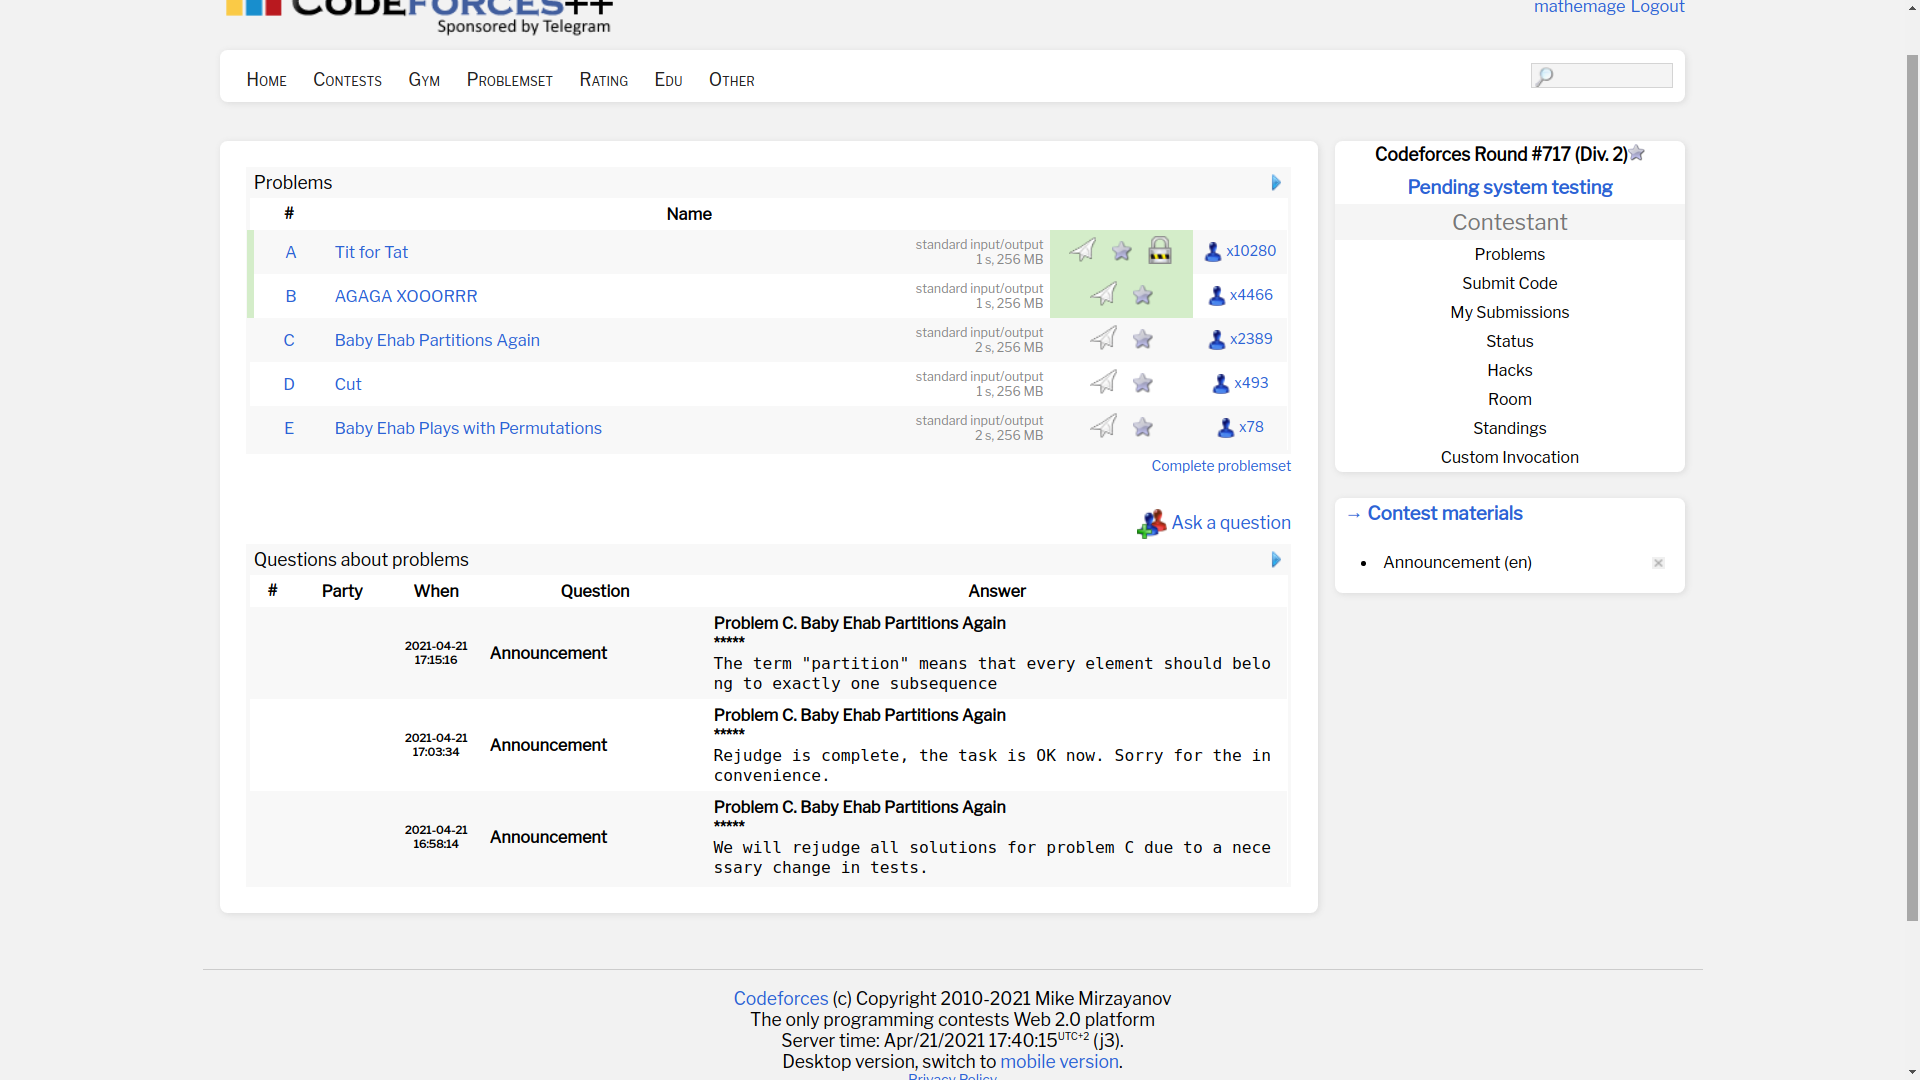 CODEFORCES++
Sponsored by Telegram
mathemage Logout
HOME CONTESTS GYM PROBLEMSET RATING EDU OTHER
Problems
# Name
A Tit for Tat standard input/output 1 s, 256 MB x10280
B AGAGA XOOORRR standard input/output 1 s, 256 MB x4466
C Baby Ehab Partitions Again standard input/output 2 s, 256 MB x2389
D Cut standard input/output 1 s, 256 MB x493
E Baby Ehab Plays with Permutations standard input/output 2 s, 256 MB x78
Complete problemset
Ask a question
Questions about problems
# Party When Question Answer
2021-04-21 17:15:16 Announcement
Problem C. Baby Ehab Partitions Again
*****
The term "partition" means that every element should belo
ng to exactly one subsequence
2021-04-21 17:03:34 Announcement
Problem C. Baby Ehab Partitions Again
*****
Rejudge is complete, the task is OK now. Sorry for the in
convenience.
2021-04-21 16:58:14 Announcement
Problem C. Baby Ehab Partitions Again
*****
We will rejudge all solutions for problem C due to a nece
ssary change in tests.
Codeforces Round #717 (Div. 2)
Pending system testing
Contestant
Problems
Submit Code
My Submissions
Status
Hacks
Room
Standings
Custom Invocation
→ Contest materials
• Announcement (en)
Codeforces (c) Copyright 2010-2021 Mike Mirzayanov
The only programming contests Web 2.0 platform
Server time: Apr/21/2021 17:40:15 UTC+2 (j3).
Desktop version, switch to mobile version.
Privacy Policy